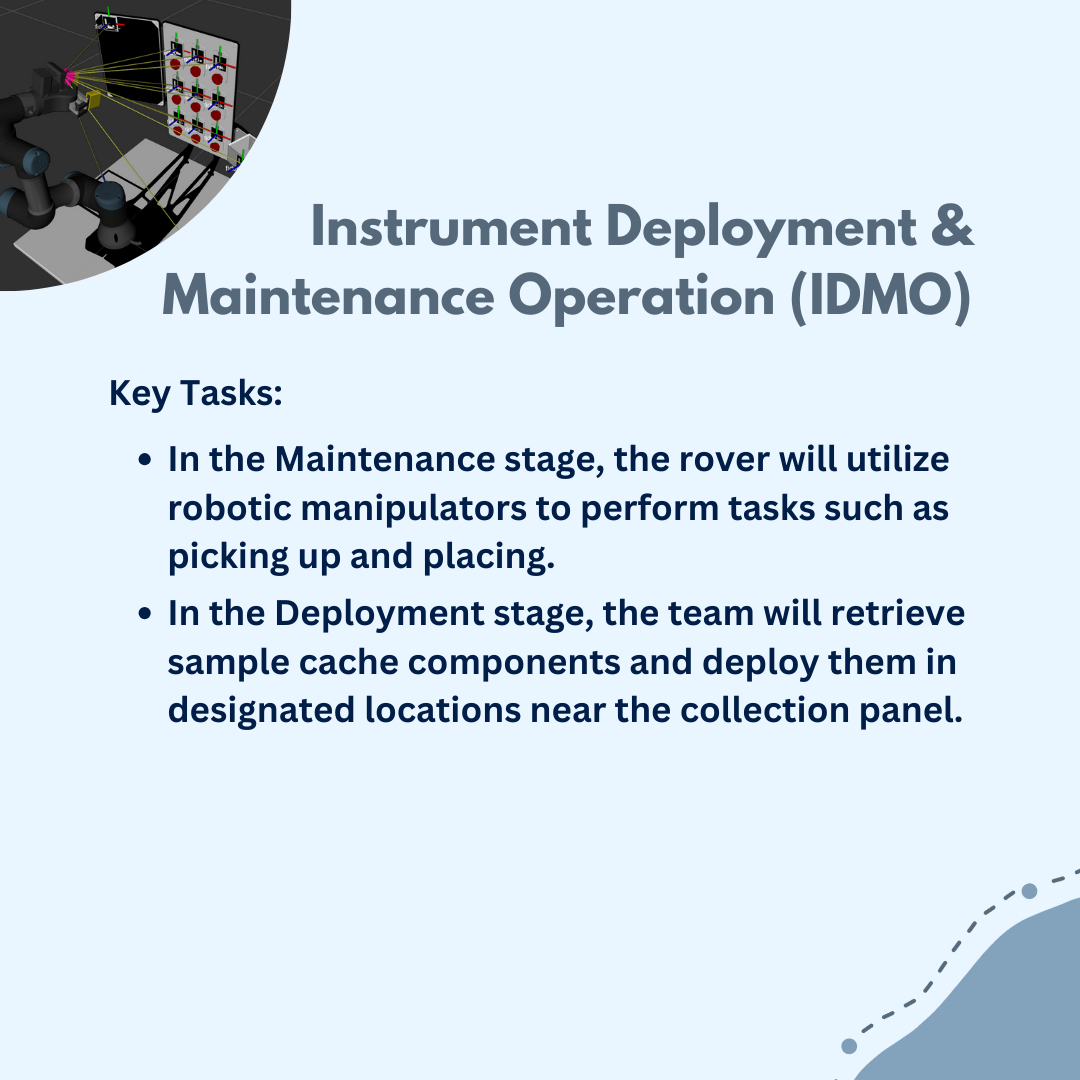 Instrument Deployment &
Maintenance Operation (IDMO)
Key Tasks:
• In the Maintenance stage, the rover will utilize
robotic manipulators to perform tasks such as
picking up and placing.
• In the Deployment stage, the team will retrieve
sample cache components and deploy them in
designated locations near the collection panel.